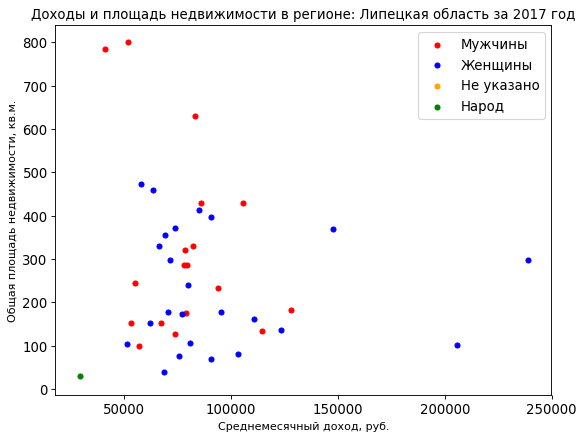 Доходы и площадь недвижимости в регионе: Липецкая область за 2017 год
Общая площадь недвижимости, кв.м.
800
700
600
500
400
300
200
100
0
Мужчины
Женщины
Не указано
Народ
50000 100000 150000 200000 250000
Среднемесячный доход, руб.